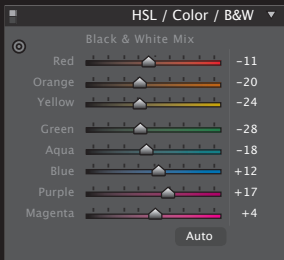 HSL / Color / B&W
Black & White Mix
Red −11
Orange −20
Yellow −24
Green −28
Aqua −18
Blue +12
Purple +17
Magenta +4
Auto